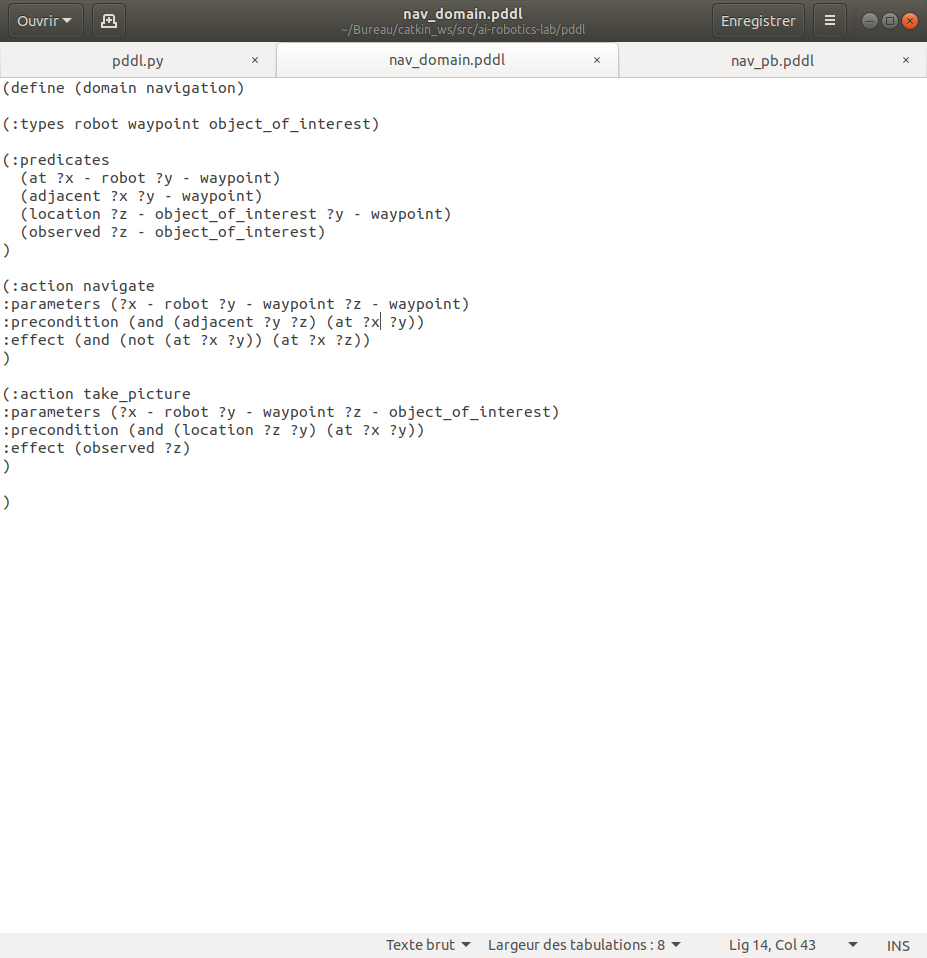 Ouvrir
nav_domain.pddl
~/Bureau/catkin_ws/src/ai-robotics-lab/pddl
Enregistrer
pddl.py
nav_domain.pddl
nav_pb.pddl
(define (domain navigation)
(:types robot waypoint object_of_interest)
(:predicates
(at ?x - robot ?y - waypoint)
(adjacent ?x ?y - waypoint)
(location ?z - object_of_interest ?y - waypoint)
(observed ?z - object_of_interest)
)
(:action navigate
:parameters (?x - robot ?y - waypoint ?z - waypoint)
:precondition (and (adjacent ?y ?z) (at ?x ?y))
:effect (and (not (at ?x ?y)) (at ?x ?z))
)
(:action take_picture
:parameters (?x - robot ?y - waypoint ?z - object_of_interest)
:precondition (and (location ?z ?y) (at ?x ?y))
:effect (observed ?z)
)
)
Texte brut
Largeur des tabulations : 8
Lig 14, Col 43
INS